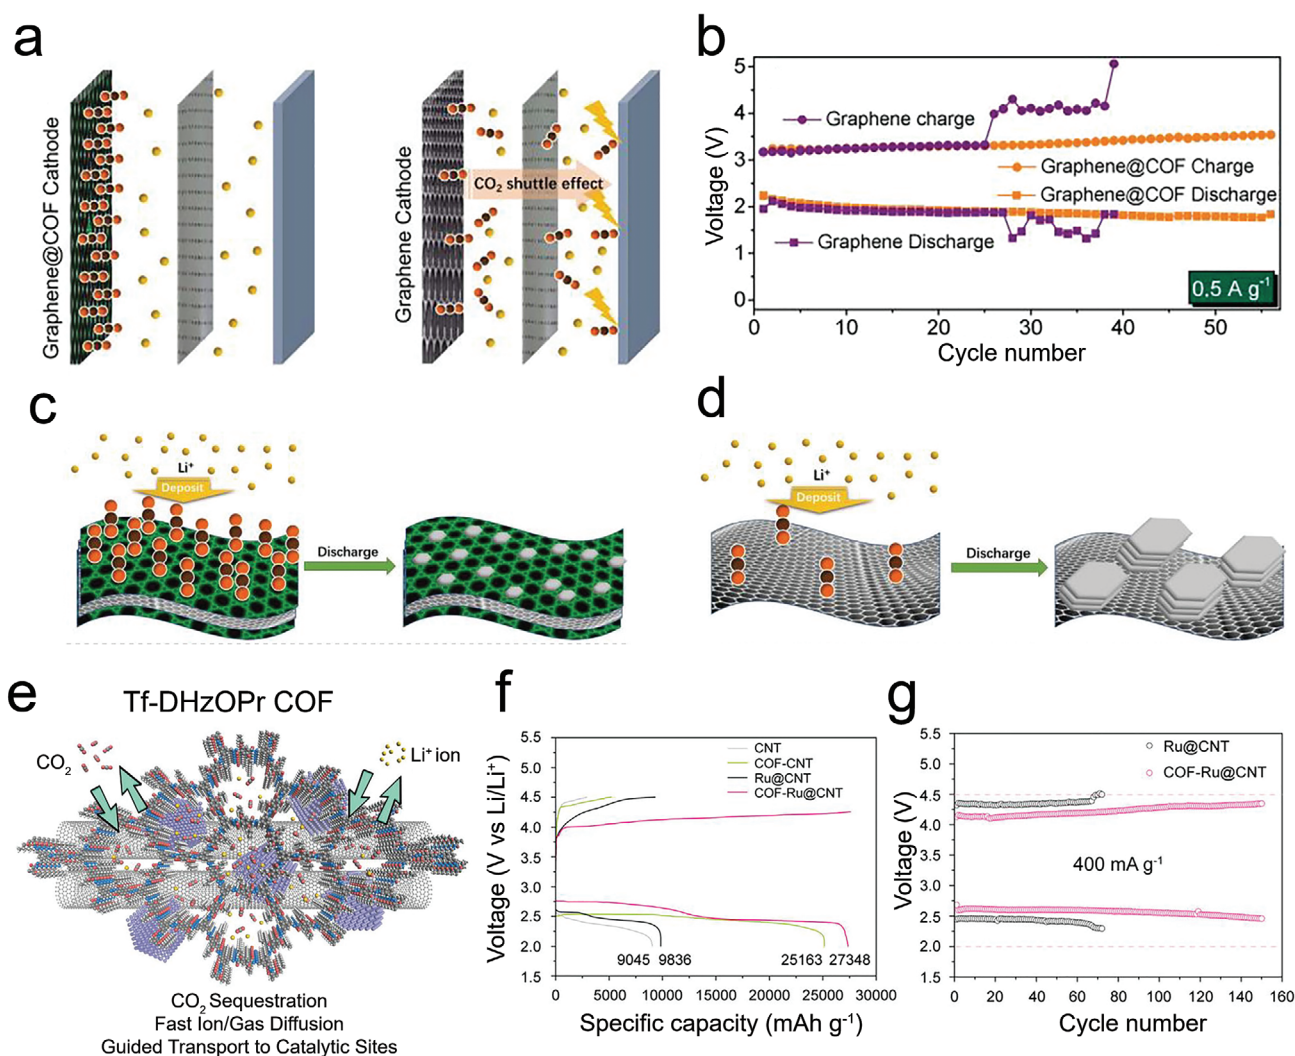 a
Graphene@COF Cathode
Graphene Cathode
CO2 shuttle effect
b
Voltage (V)
5
4
3
2
1
0
Graphene charge
Graphene@COF Charge
Graphene@COF Discharge
Graphene Discharge
0.5 A g-1
0 10 20 30 40 50
Cycle number
c
Li+
Deposit
Discharge
d
Li+
Deposit
Discharge
e
Tf-DHzOPr COF
CO2
Li+ ion
CO2 Sequestration
Fast Ion/Gas Diffusion
Guided Transport to Catalytic Sites
f
Voltage (V vs Li/Li+)
5.5
5.0
4.5
4.0
3.5
3.0
2.5
2.0
1.5
CNT
COF-CNT
Ru@CNT
COF-Ru@CNT
9045 9836 25163 27348
0 5000 10000 15000 20000 25000 30000
Specific capacity (mAh g-1)
g
Voltage (V)
5.5
5.0
4.5
4.0
3.5
3.0
2.5
2.0
1.5
Ru@CNT
COF-Ru@CNT
400 mA g-1
0 20 40 60 80 100 120 140 160
Cycle number